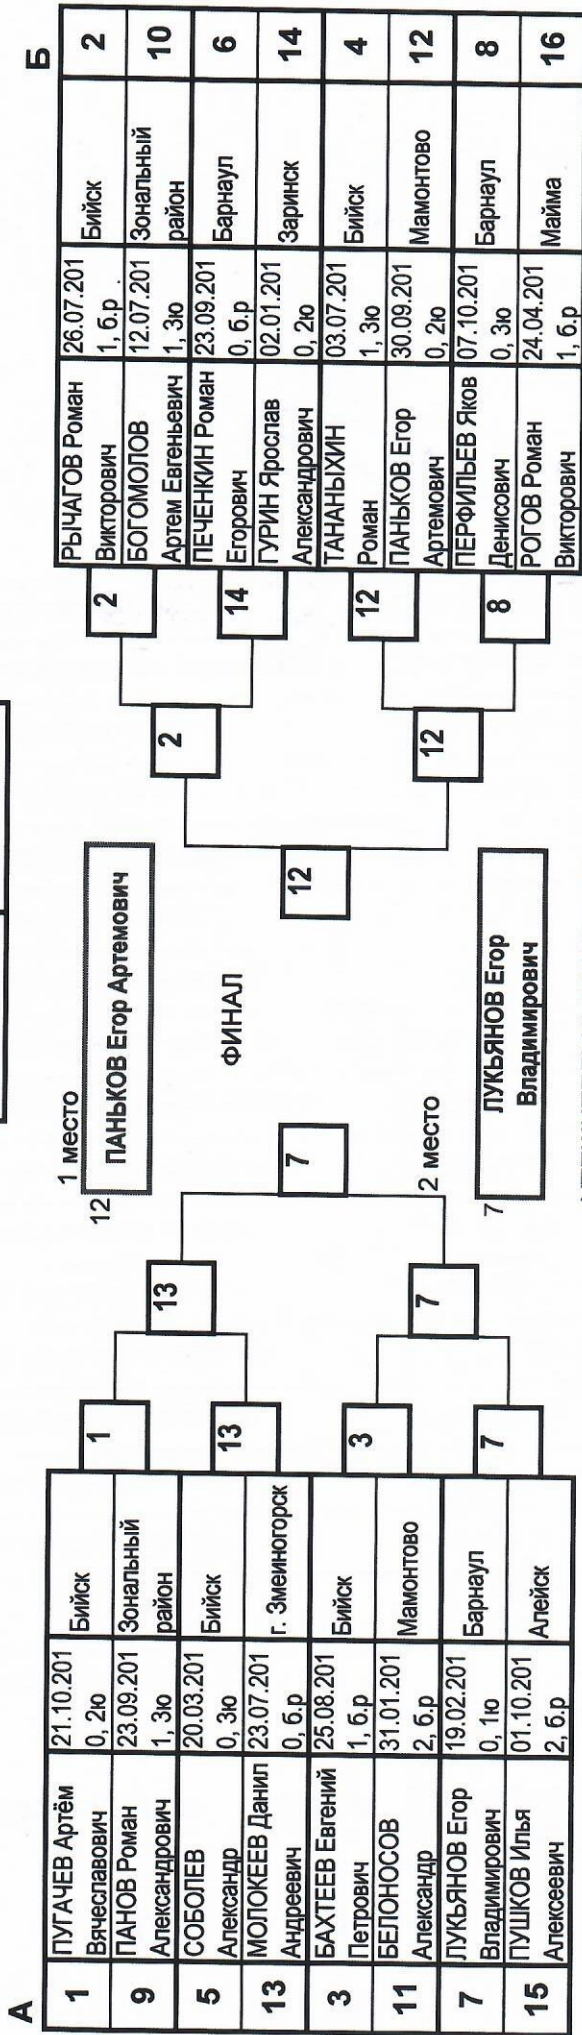 А
1 ПУГАЧЕВ Артём 21.10.201 Бийск
Вячеславович 0, 2ю
9 ПАНОВ Роман 23.09.201 Зональный
Александрович 1, 3ю район
5 СОБОЛЕВ 20.03.201 Бийск
Александр 0, 3ю
13 МОЛОКЕЕВ Данил 23.07.201 г. Змеиногорск
Андреевич 0, б.р
3 БАХТЕЕВ Евгений 25.08.201 Бийск
Петрович 1, б.р
11 БЕЛОНОСОВ 31.01.201 Мамонтово
Александр 2, б.р
7 ЛУКЬЯНОВ Егор 19.02.201 Барнаул
Владимирович 0, 1ю
15 ПУШКОВ Илья 01.10.201 Алейск
Алексеевич 2, б.р
1
13
3
7
13
7
7
1 место
12 ПАНЬКОВ Егор Артемович
ФИНАЛ
2 место
7 ЛУКЬЯНОВ Егор
Владимирович
12
2
12
2
14
12
8
Б
РЫЧАГОВ Роман 26.07.201 Бийск 2
Викторович 1, б.р.
БОГОМОЛОВ 12.07.201 Зональный 10
Артем Евгеньевич 1, 3ю район
ПЕЧЕНКИН Роман 23.09.201 Барнаул 6
Егорович 0, б.р
ГУРИН Ярослав 02.01.201 Заринск 14
Александрович 0, 2ю
ТАНАНЫХИН 03.07.201 Бийск 4
Роман 1, 3ю
ПАНЬКОВ Егор 30.09.201 Мамонтово 12
Артемович 0, 2ю
ПЕРФИЛЬЕВ Яков 07.10.201 Барнаул 8
Денисович 0, 3ю
РОГОВ Роман 24.04.201 Майма 16
Викторович 1, б.р